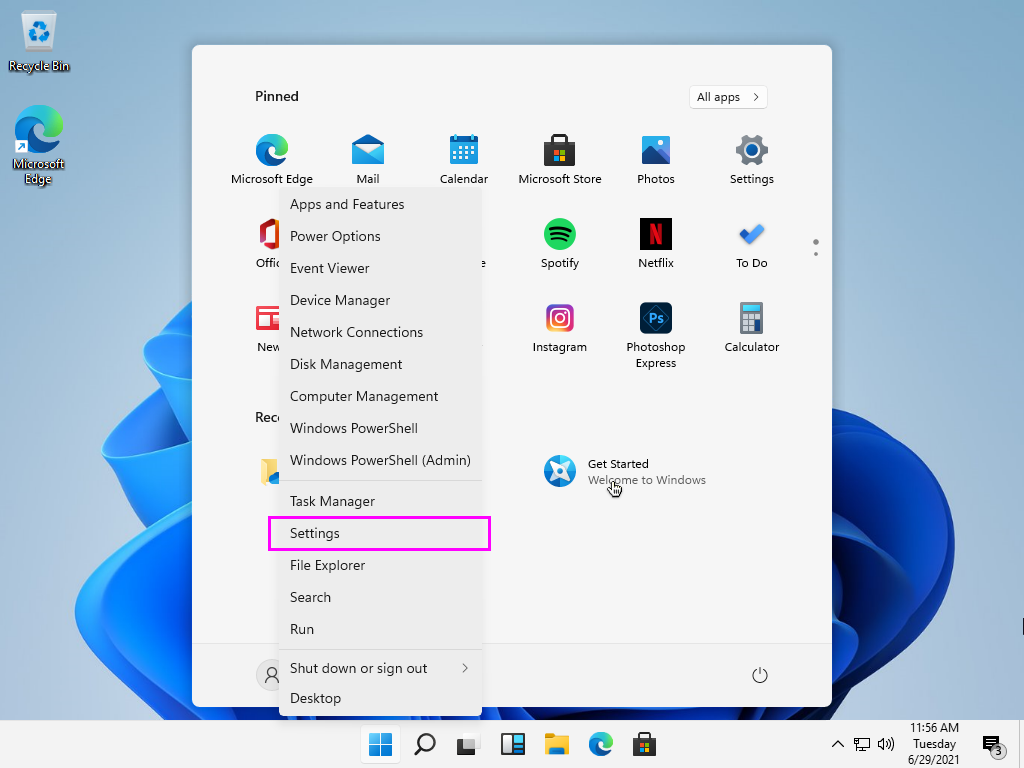 Recycle Bin
Microsoft
Edge
Pinned
All apps
Microsoft Edge
Mail
Calendar
Microsoft Store
Photos
Settings
Spotify
Netflix
To Do
Ps
Instagram
Photoshop
Express
Calculator
Get Started
Welcome to Windows
Apps and Features
Power Options
Event Viewer
Device Manager
Network Connections
Disk Management
Computer Management
Windows PowerShell
Windows PowerShell (Admin)
Task Manager
Settings
File Explorer
Search
Run
Shut down or sign out
Desktop
11:56 AM
Tuesday
6/29/2021
3